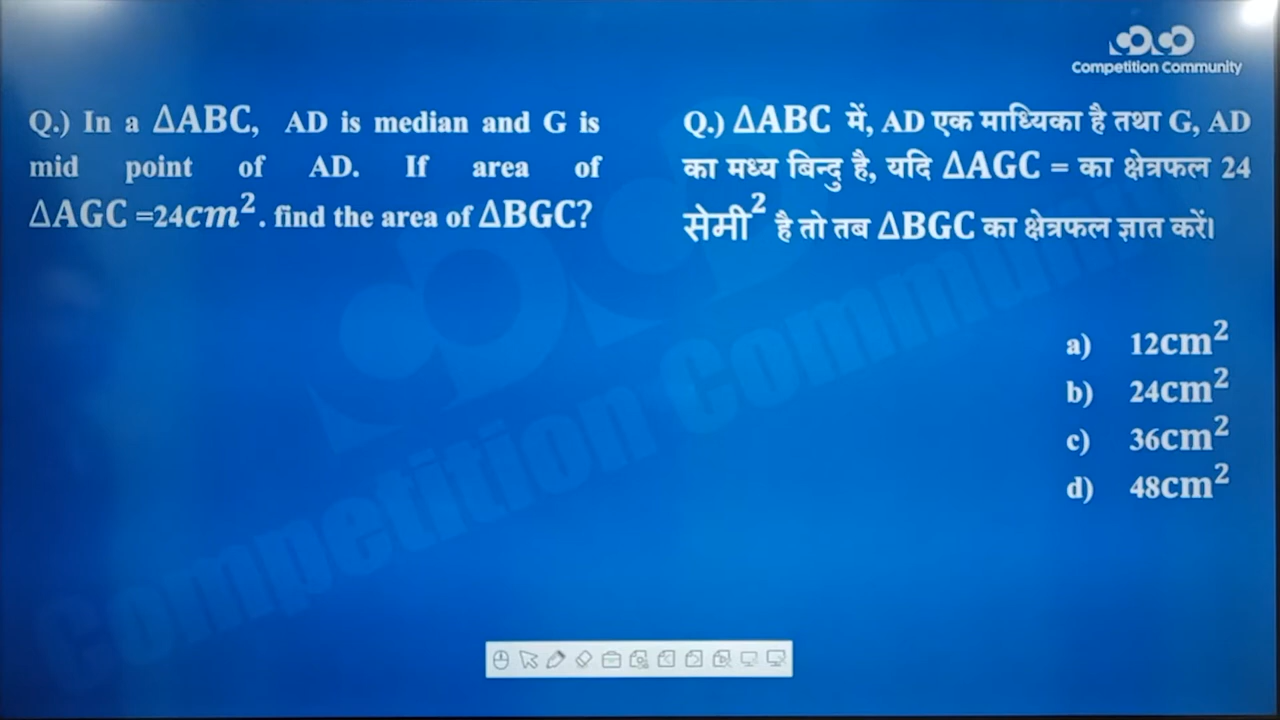 Competition Community
Q.) In a ΔABC, AD is median and G is
mid point of AD. If area of
ΔAGC =24cm². find the area of ΔBGC?
Q.) ΔABC में, AD एक माध्यिका है तथा G, AD
का मध्य बिन्दु है, यदि ΔAGC = का क्षेत्रफल 24
सेमी² है तो तब ΔBGC का क्षेत्रफल ज्ञात करें।
a) 12cm²
b) 24cm²
c) 36cm²
d) 48cm²
Competition Community